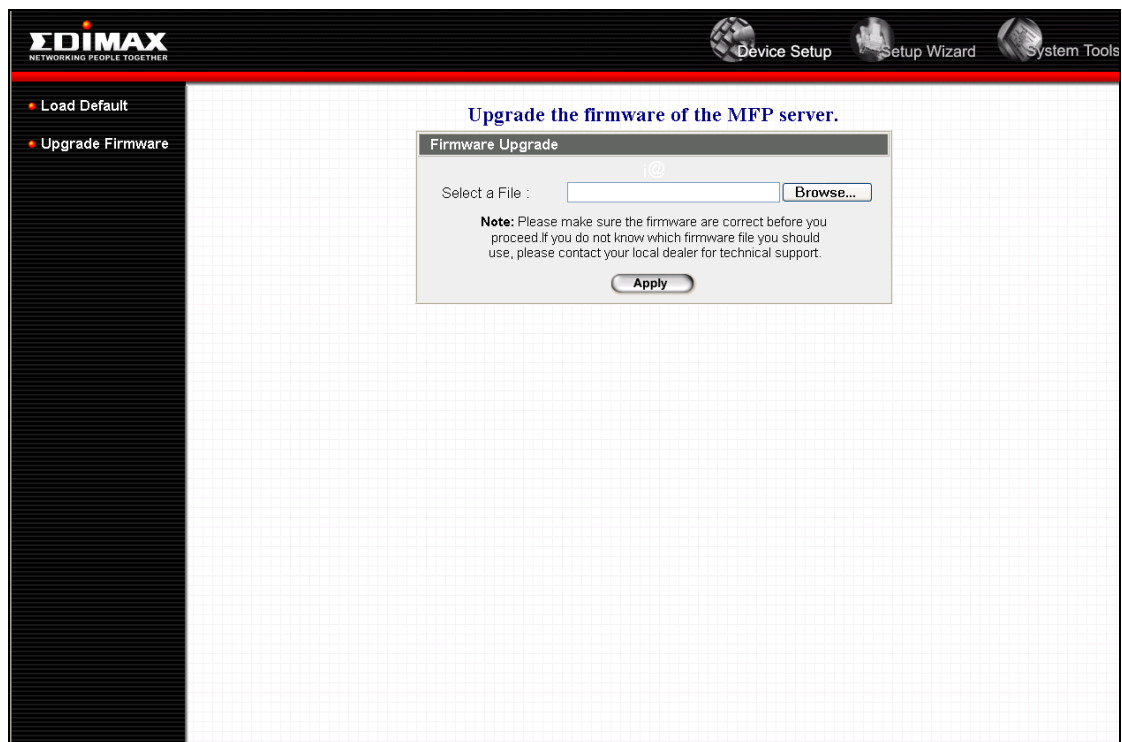 EDIMAX
NETWORKING PEOPLE TOGETHER
Device Setup
Setup Wizard
System Tools
Load Default
Upgrade Firmware
Upgrade the firmware of the MFP server.
Firmware Upgrade
¡@
Select a File :
Browse...
Note: Please make sure the firmware are correct before you
proceed.If you do not know which firmware file you should
use, please contact your local dealer for technical support.
Apply